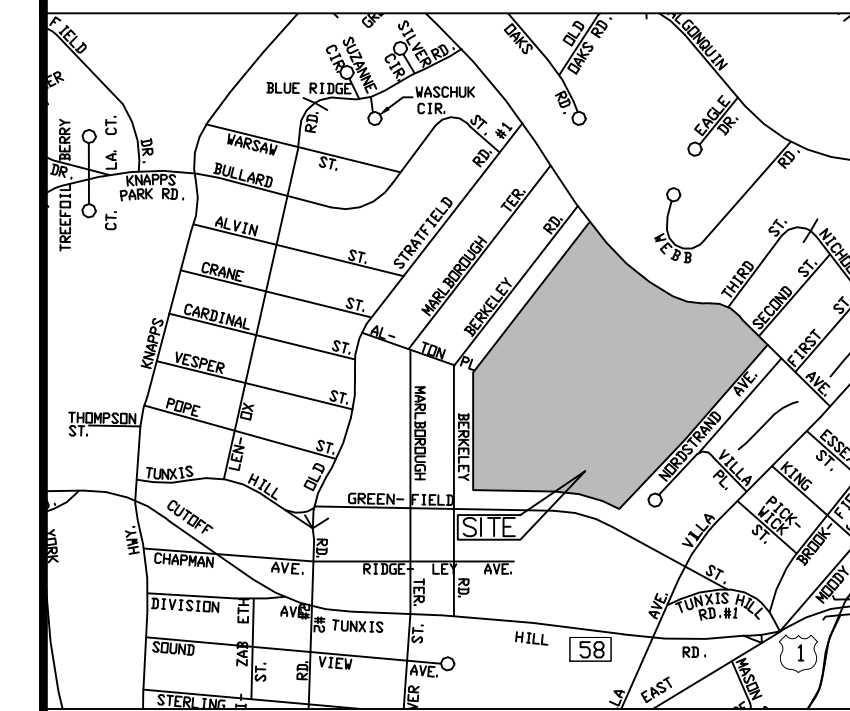 FIELD
BERRY
LA. CT.
DR.
DR.
TREEFOIL
CT.
KNAPPS
PARK RD.
SUZANNE
CIR.
SILVER
CIR.
RD.
BLUE RIDGE
RD.
WASCHUK
CIR.
WARSAW
ST.
BULLARD
ST.
RD. #1
ALVIN
ST.
STRATFIELD
CRANE
ST.
CARDINAL
ST.
VESPER
ST.
POPE
ST.
KNAPPS
HWY.
LEN-
OX
THOMPSON
ST.
TUNXIS
HILL
CUTOFF
OLD
RD.
OAKS
OLD
OAKS RD.
RD.
ALGONQUIN
EAGLE
DR.
RD.
WEBB
MARLBOROUGH
TER.
BERKELEY
RD.
AL-
TON
PL
MARLBOROUGH
TER.
BERKELEY
RD.
THIRD
ST.
SECOND
ST.
FIRST
ST
AVE.
NORDSTRAND
AVE.
VILLA
PL.
KING
ST.
PICK-
WICK
ST.
BROOK-
MOODY
VILLA
AVE.
GREEN-FIELD
ST.
SITE
RIDGE-LEY
AVE.
CHAPMAN
AVE.
DIVISION
AVE
ZAB
ETH
ST.
SOUND
VIEW
AVE.
STERLING
RD.
#2
TUNXIS
HILL
RD.
58
TUNXIS HILL
RD.#1
1
EAST
MASON
LA
YORK